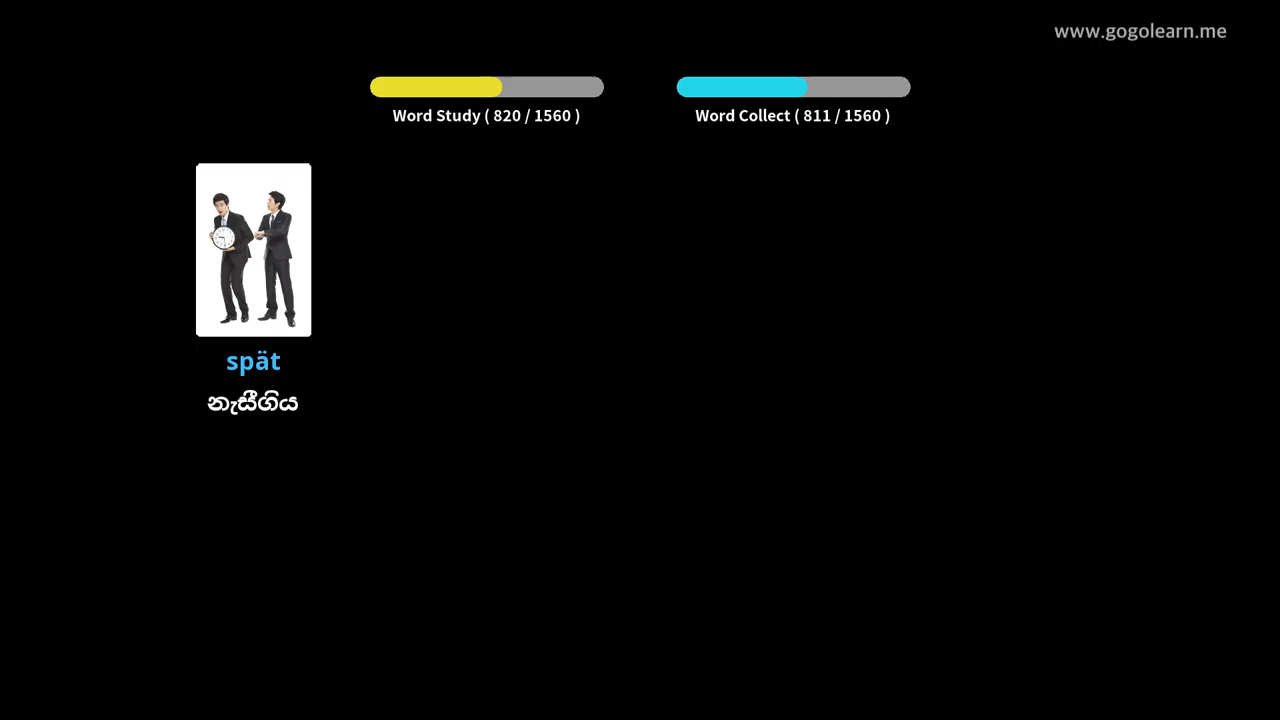 www.gogolearn.me
Word Study ( 820 / 1560 )
Word Collect ( 811 / 1560 )
spät
නැසීගිය